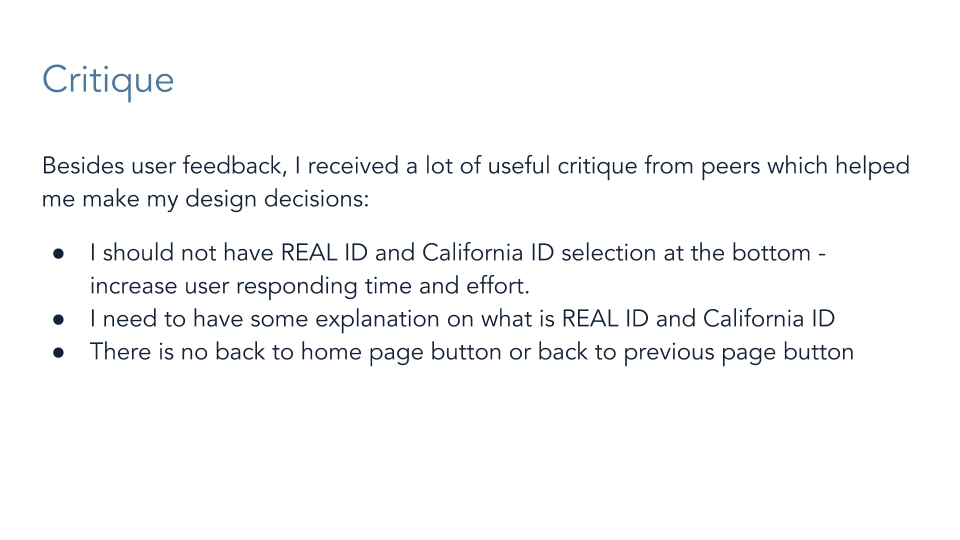 Critique
Besides user feedback, I received a lot of useful critique from peers which helped
me make my design decisions:
● I should not have REAL ID and California ID selection at the bottom -
increase user responding time and effort.
● I need to have some explanation on what is REAL ID and California ID
● There is no back to home page button or back to previous page button